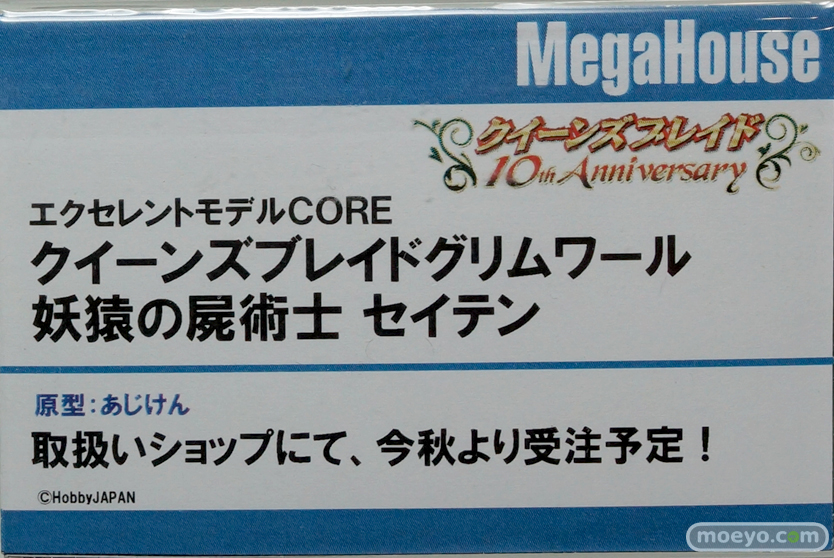 MegaHouse
クイーンズブレイド
10th Anniversary
エクセレントモデルCORE
クイーンズブレイドグリムワール
妖猿の屍術士 セイテン
原型：あじけん
取扱いショップにて、今秋より受注予定！
©HobbyJAPAN
moeyo.com